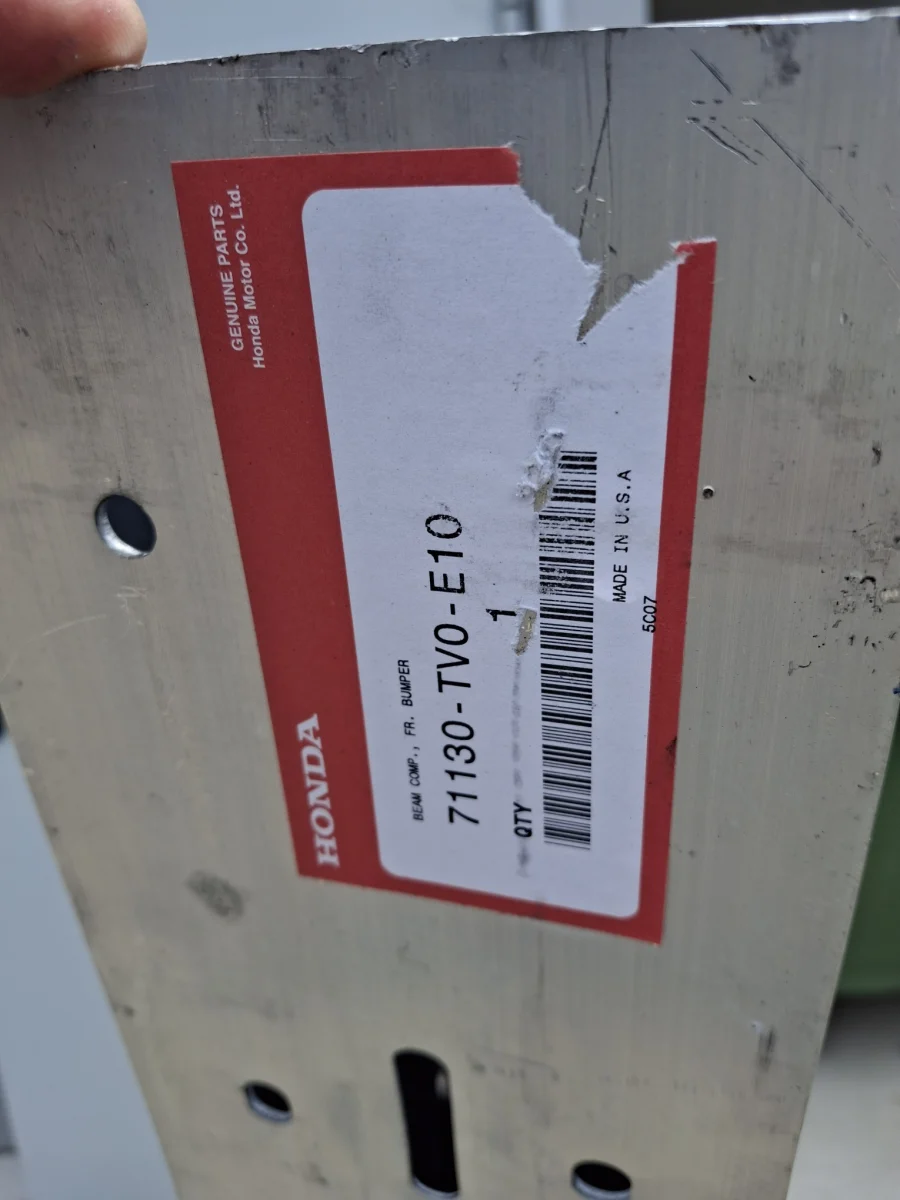 GENUINE PARTS
Honda Motor Co. Ltd.
HONDA
BEAM COMP., FR. BUMPER
71130-TV0-E10
QTY 1
MADE IN U.S.A
5C07